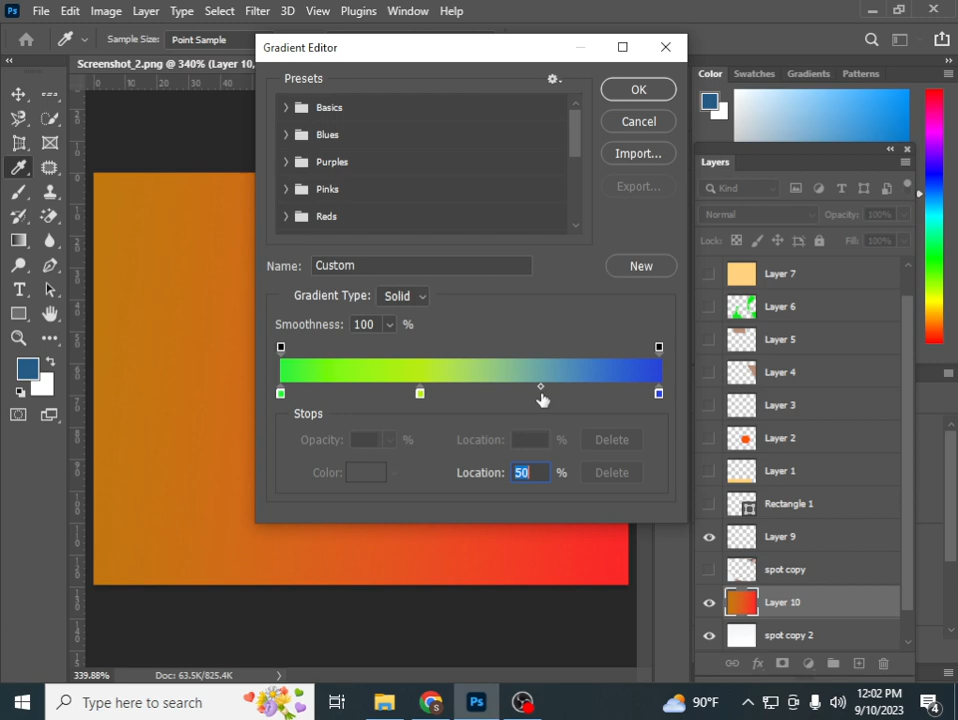 Ps File Edit Image Layer Type Select Filter 3D View Plugins Window Help
Sample Size: Point Sample
Gradient Editor
Screenshot_2.png @ 340% (Layer 10,
Presets
Basics
Blues
Purples
Pinks
Reds
OK
Cancel
Import...
Export...
Name: Custom
New
Gradient Type: Solid
Smoothness: 100 %
Stops
Opacity: % Location: % Delete
Color: Location: 50 % Delete
Color Swatches Gradients Patterns
Layers
Kind
Normal Opacity: 100%
Lock: Fill: 100%
Layer 7
Layer 6
Layer 5
Layer 4
Layer 3
Layer 2
Layer 1
Rectangle 1
Layer 9
spot copy
Layer 10
spot copy 2
339.88% Doc: 63.5K/825.4K
Type here to search
Ps
90°F
12:02 PM
9/10/2023
4